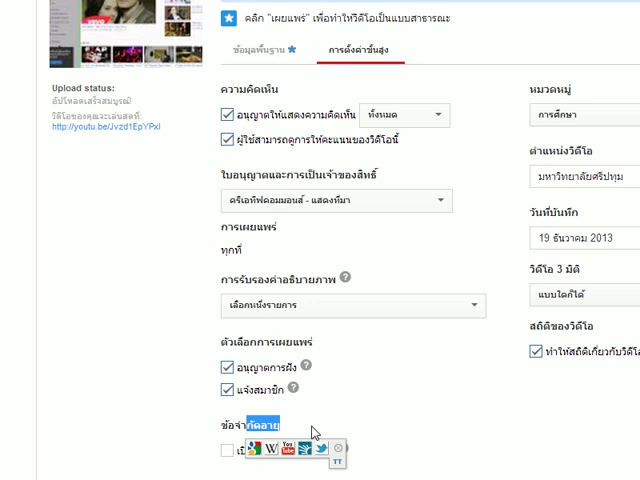 คลิก "เผยแพร่" เพื่อทำให้วิดีโอเป็นแบบสาธารณะ
ข้อมูลพื้นฐาน
การตั้งค่าขั้นสูง
Upload status:
อัปโหลดเสร็จสมบูรณ์!
วิดีโอของคุณจะเล่นสดที่:
http://youtu.be/Jvzd1EpYPxI
ความคิดเห็น
อนุญาตให้แสดงความคิดเห็น ทั้งหมด
ผู้ใช้สามารถดูการให้คะแนนของวิดีโอนี้
ใบอนุญาตและการเป็นเจ้าของสิทธิ์
ครีเอทีฟคอมมอนส์ - แสดงที่มา
การเผยแพร่
ทุกที่
การรับรองคำอธิบายภาพ ?
เลือกหนึ่งรายการ
ตัวเลือกการเผยแพร่
อนุญาตการฝัง ?
แจ้งสมาชิก ?
ข้อจำกัดอายุ
W You Tube
TT
หมวดหมู่
การศึกษา
ตำแหน่งวิดีโอ
มหาวิทยาลัยศรีปทุม
วันที่บันทึก
19 ธันวาคม 2013
วิดีโอ 3 มิติ
แบบใดก็ได้
สถิติของวิดีโอ
ทำให้สถิติเกี่ยวกับวิดีโ